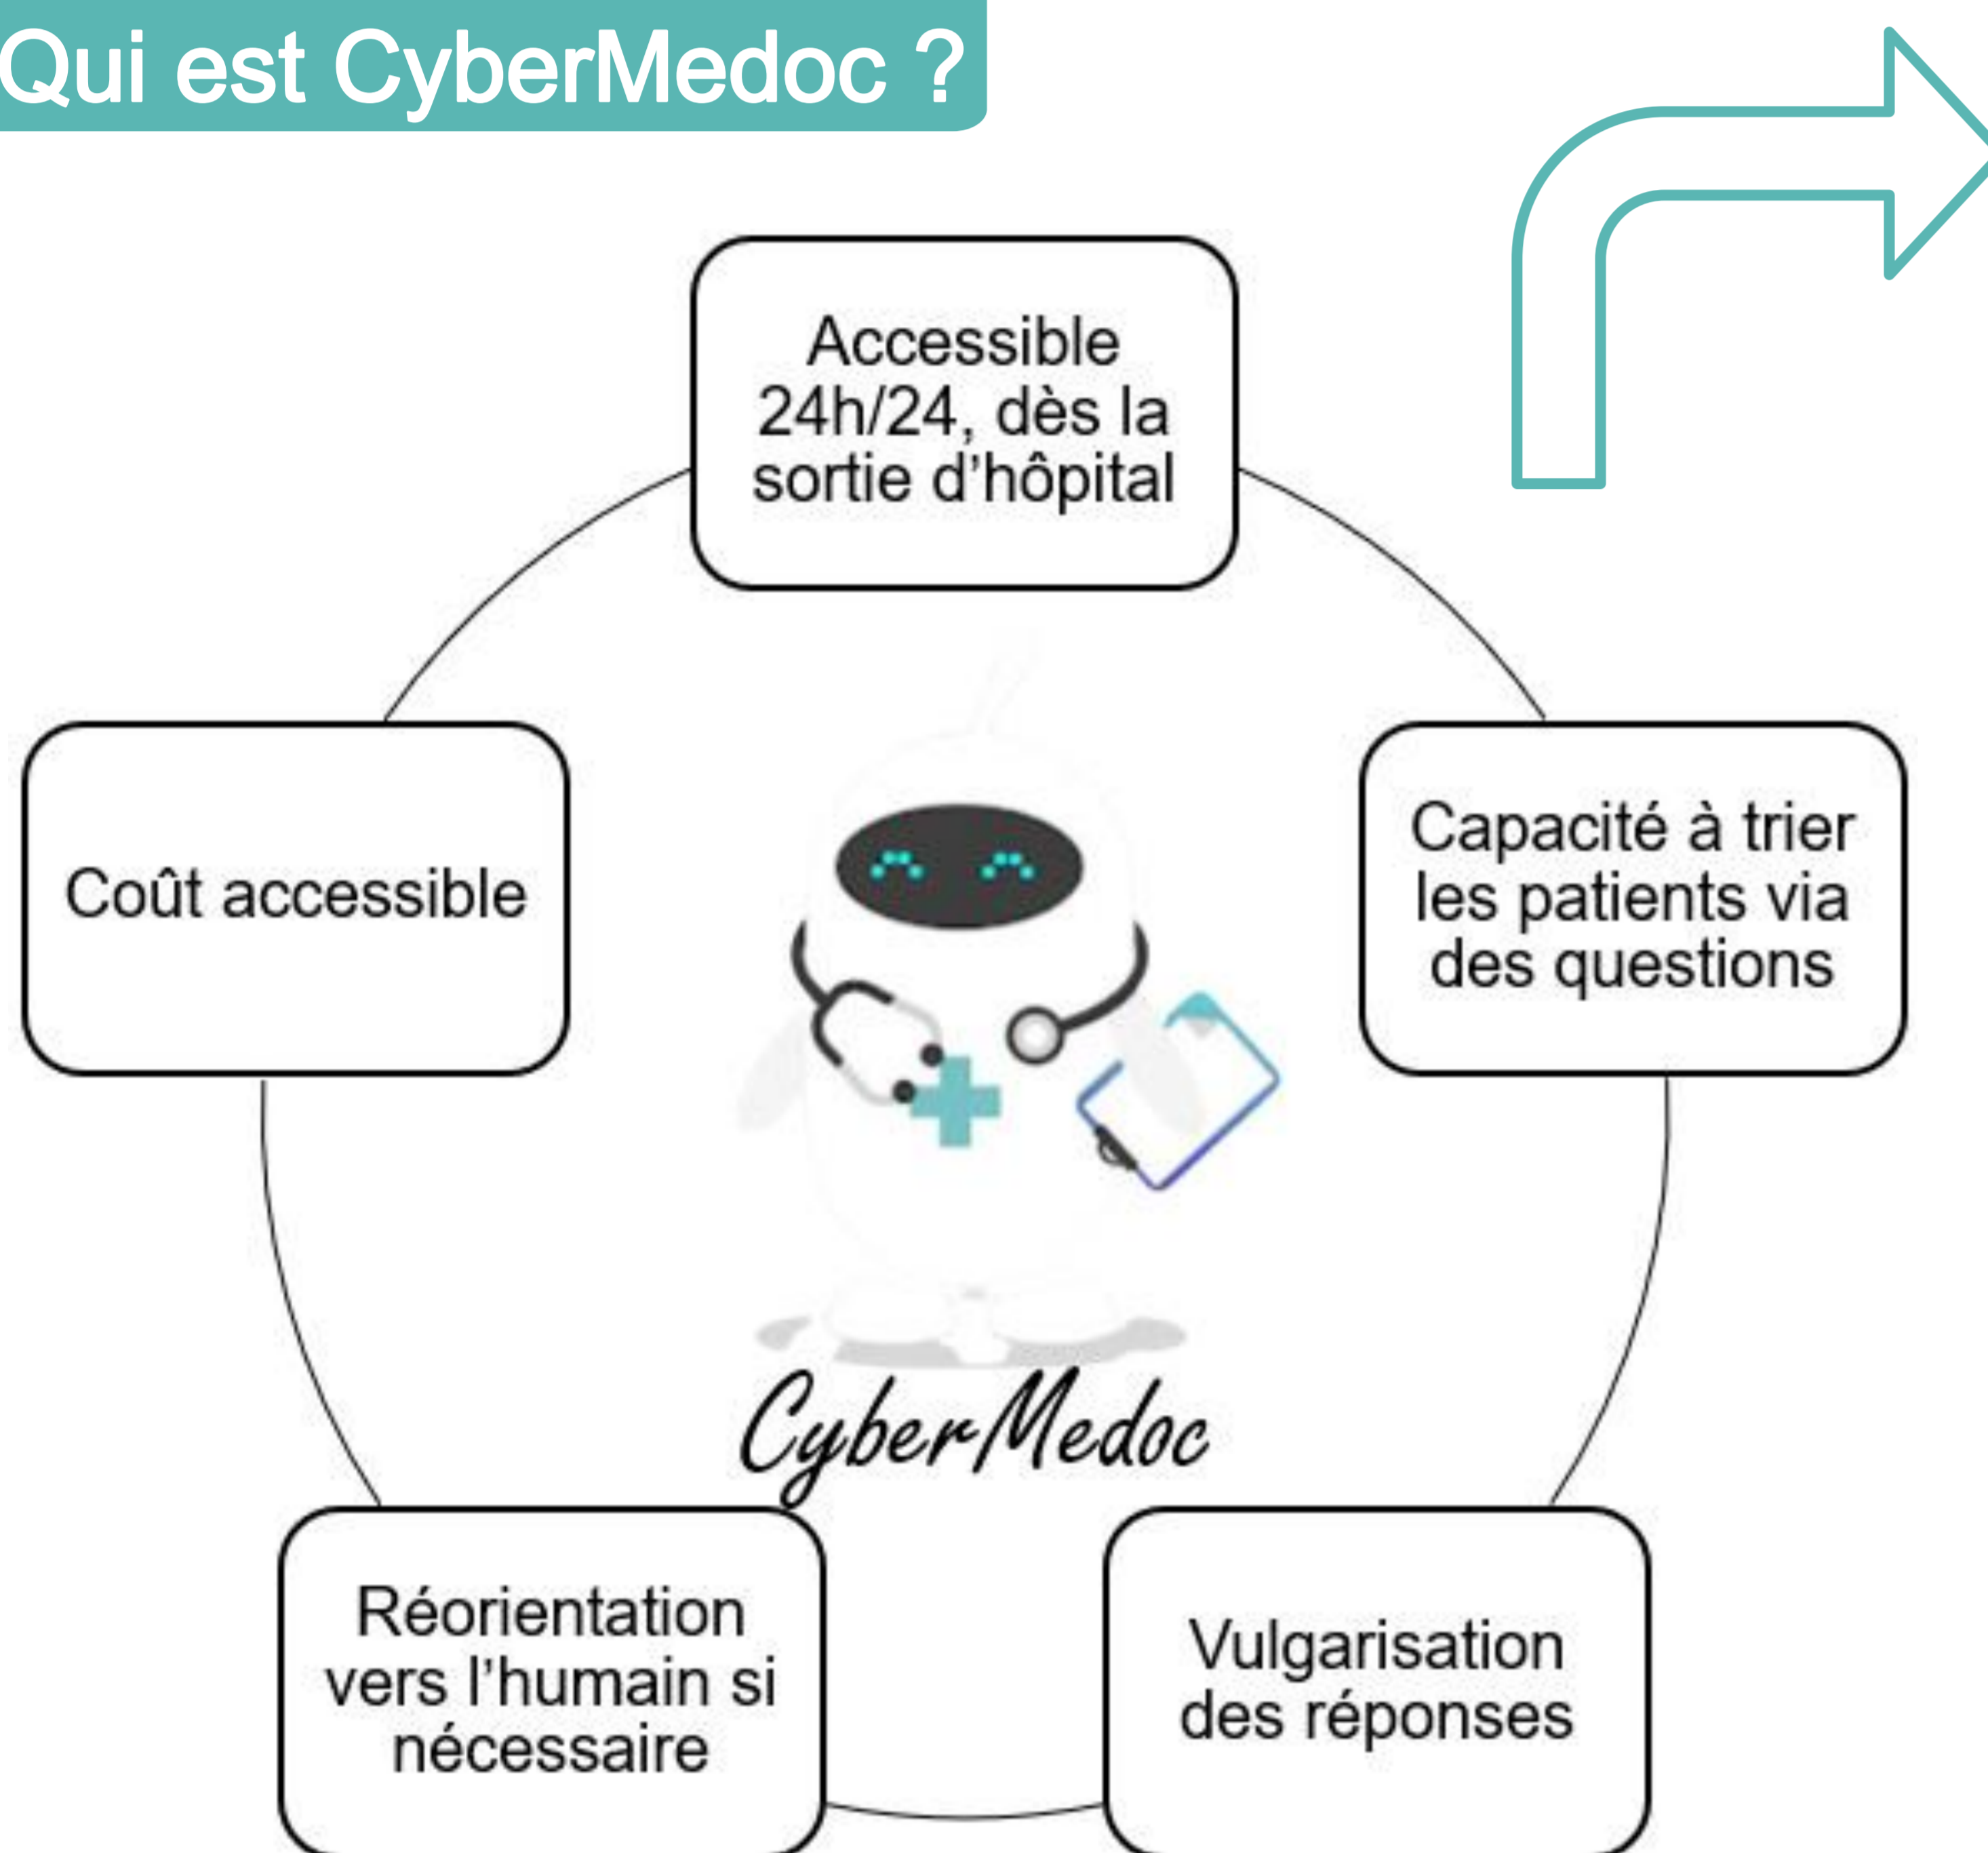 Qui est CyberMedoc ?
Accessible
24h/24, dès la
sortie d'hôpital
Coût accessible
Capacité à trier
les patients via
des questions
CyberMedoc
Réorientation
vers l'humain si
nécessaire
Vulgarisation
des réponses